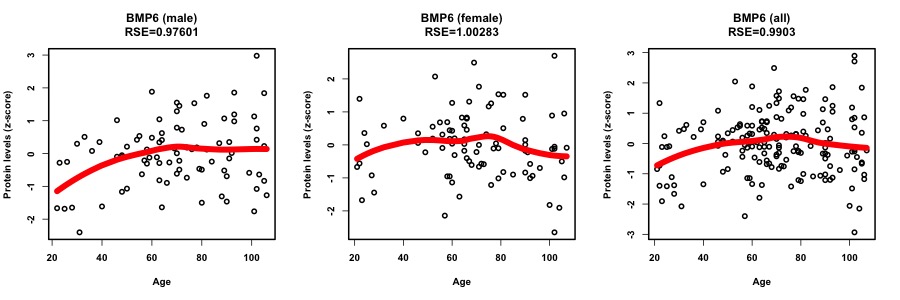 BMP6 (male)
RSE=0.97601
Protein levels (z-score)
3
2
1
0
-1
-2
20 40 60 80 100
Age
BMP6 (female)
RSE=1.00283
Protein levels (z-score)
2
1
0
-1
-2
20 40 60 80 100
Age
BMP6 (all)
RSE=0.9903
Protein levels (z-score)
3
2
1
0
-1
-2
-3
20 40 60 80 100
Age